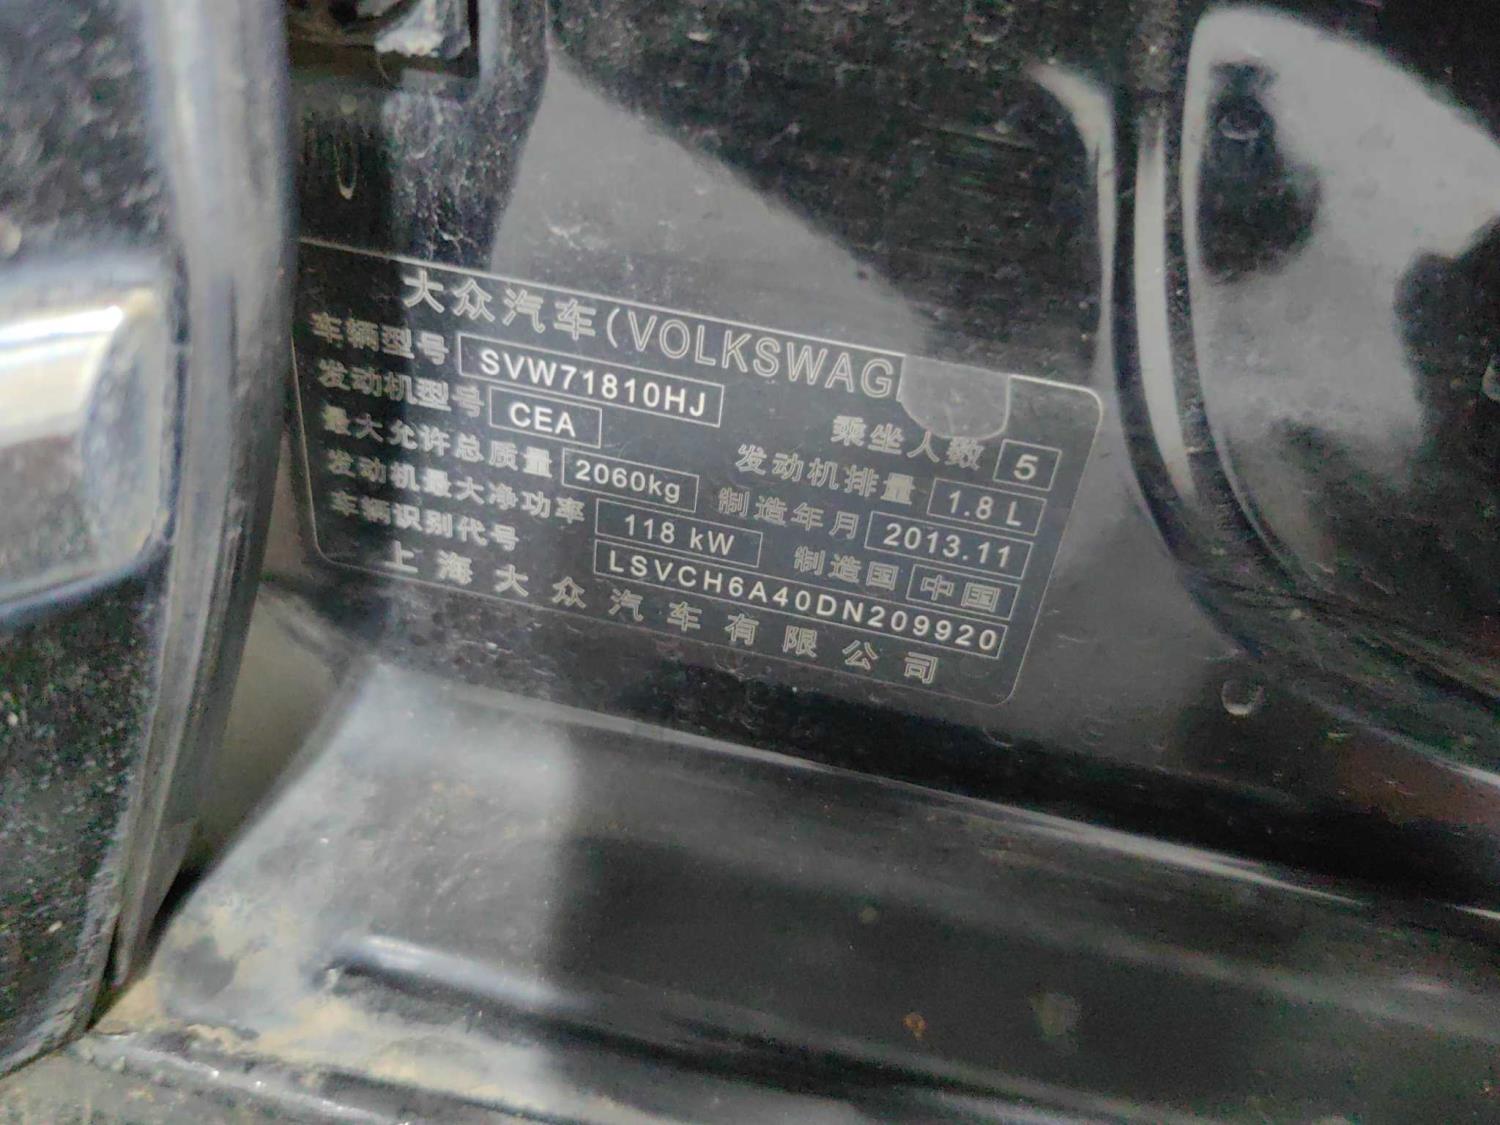 大众汽车(VOLKSWAG
车辆型号 SVW71810HJ 乘坐人数 5
发动机型号 CEA 发动机排量 1.8 L
最大允许总质量 2060kg 制造年月 2013.11
发动机最大净功率 118 kW 制造国 中国
车辆识别代号 LSVCH6A40DN209920
上海大众汽车有限公司